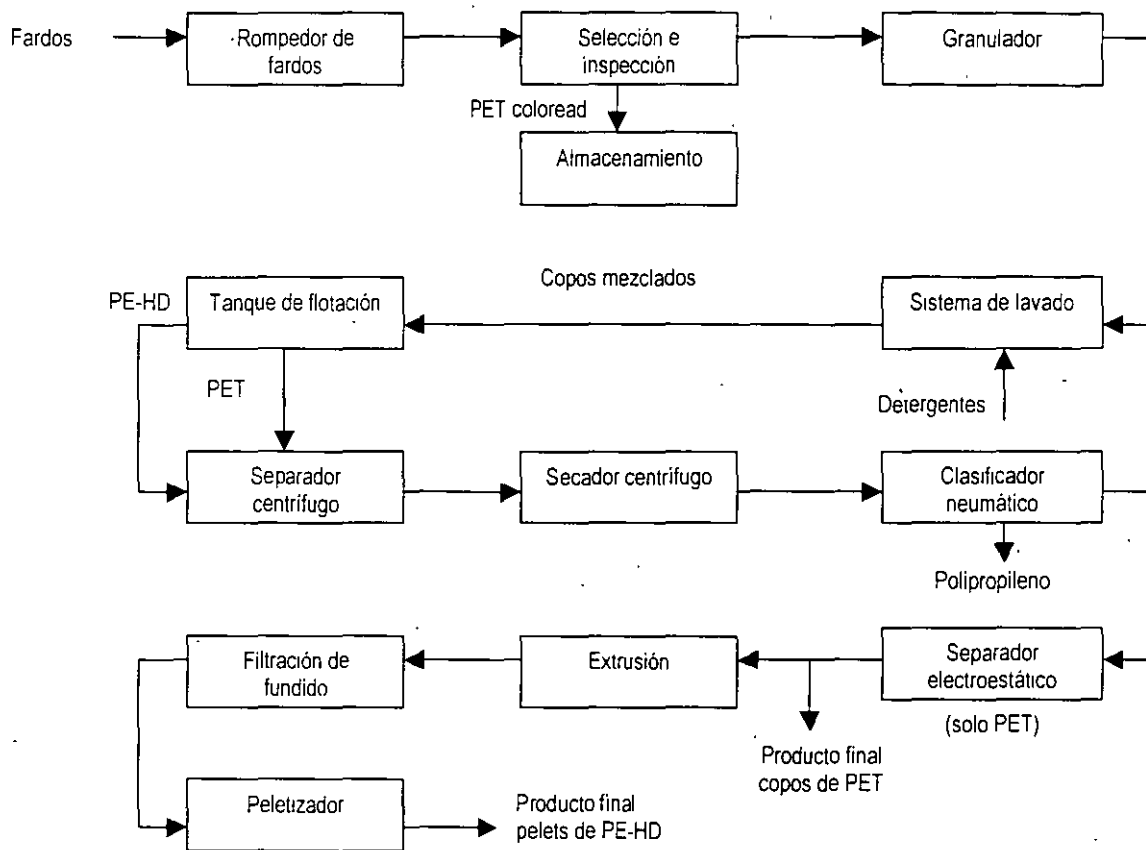 Fardos
Rompedor de
fardos
Selección e
inspección
Granulador
PET coloread
Almacenamiento
Copos mezclados
PE-HD
Tanque de flotación
Sistema de lavado
PET
Detergentes
Separador
centrífugo
Secador centrífugo
Clasificador
neumático
Polipropileno
Filtración de
fundido
Extrusión
Separador
electroestático
(solo PET)
Producto final
copos de PET
Peletizador
Producto final
pelets de PE-HD